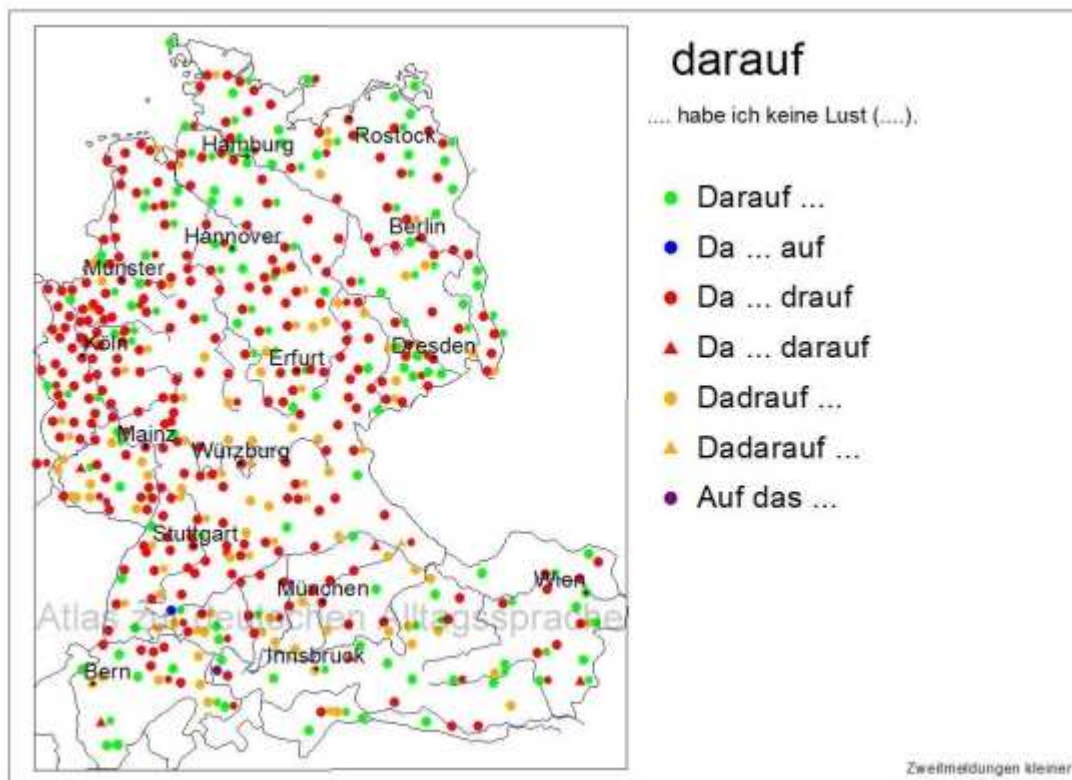 darauf
.... habe ich keine Lust (....).
Darauf ...
Da ... auf
Da ... drauf
Da ... darauf
Dadrauf ...
Dadarauf ...
Auf das ...
Hamburg
Rostock
Hannover
Berlin
Münster
Köln
Erfurt
Dresden
Mainz
Würzburg
Stuttgart
München
Wien
Atlas zur deutschen Alltagssprache
Innsbruck
Bern
Zweitmeldungen kleiner